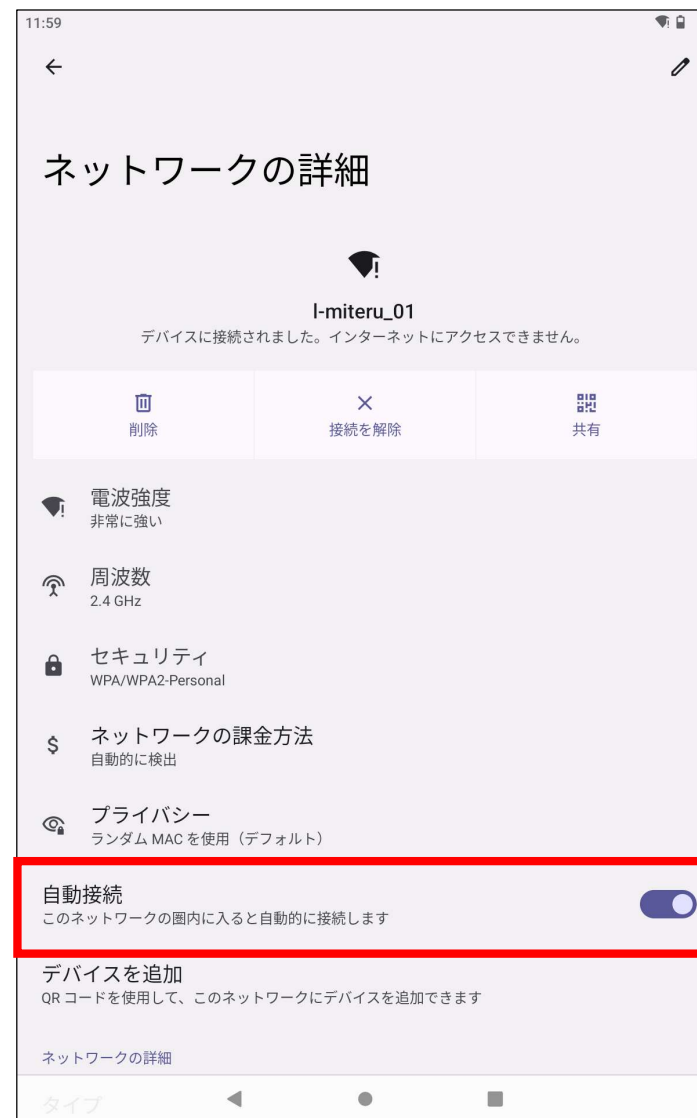 11:59
ネットワークの詳細
l-miteru_01
デバイスに接続されました。インターネットにアクセスできません。
削除
接続を解除
共有
電波強度
非常に強い
周波数
2.4 GHz
セキュリティ
WPA/WPA2-Personal
ネットワークの課金方法
自動的に検出
プライバシー
ランダム MAC を使用（デフォルト）
自動接続
このネットワークの圏内に入ると自動的に接続します
デバイスを追加
QR コードを使用して、このネットワークにデバイスを追加できます
ネットワークの詳細
タイプ